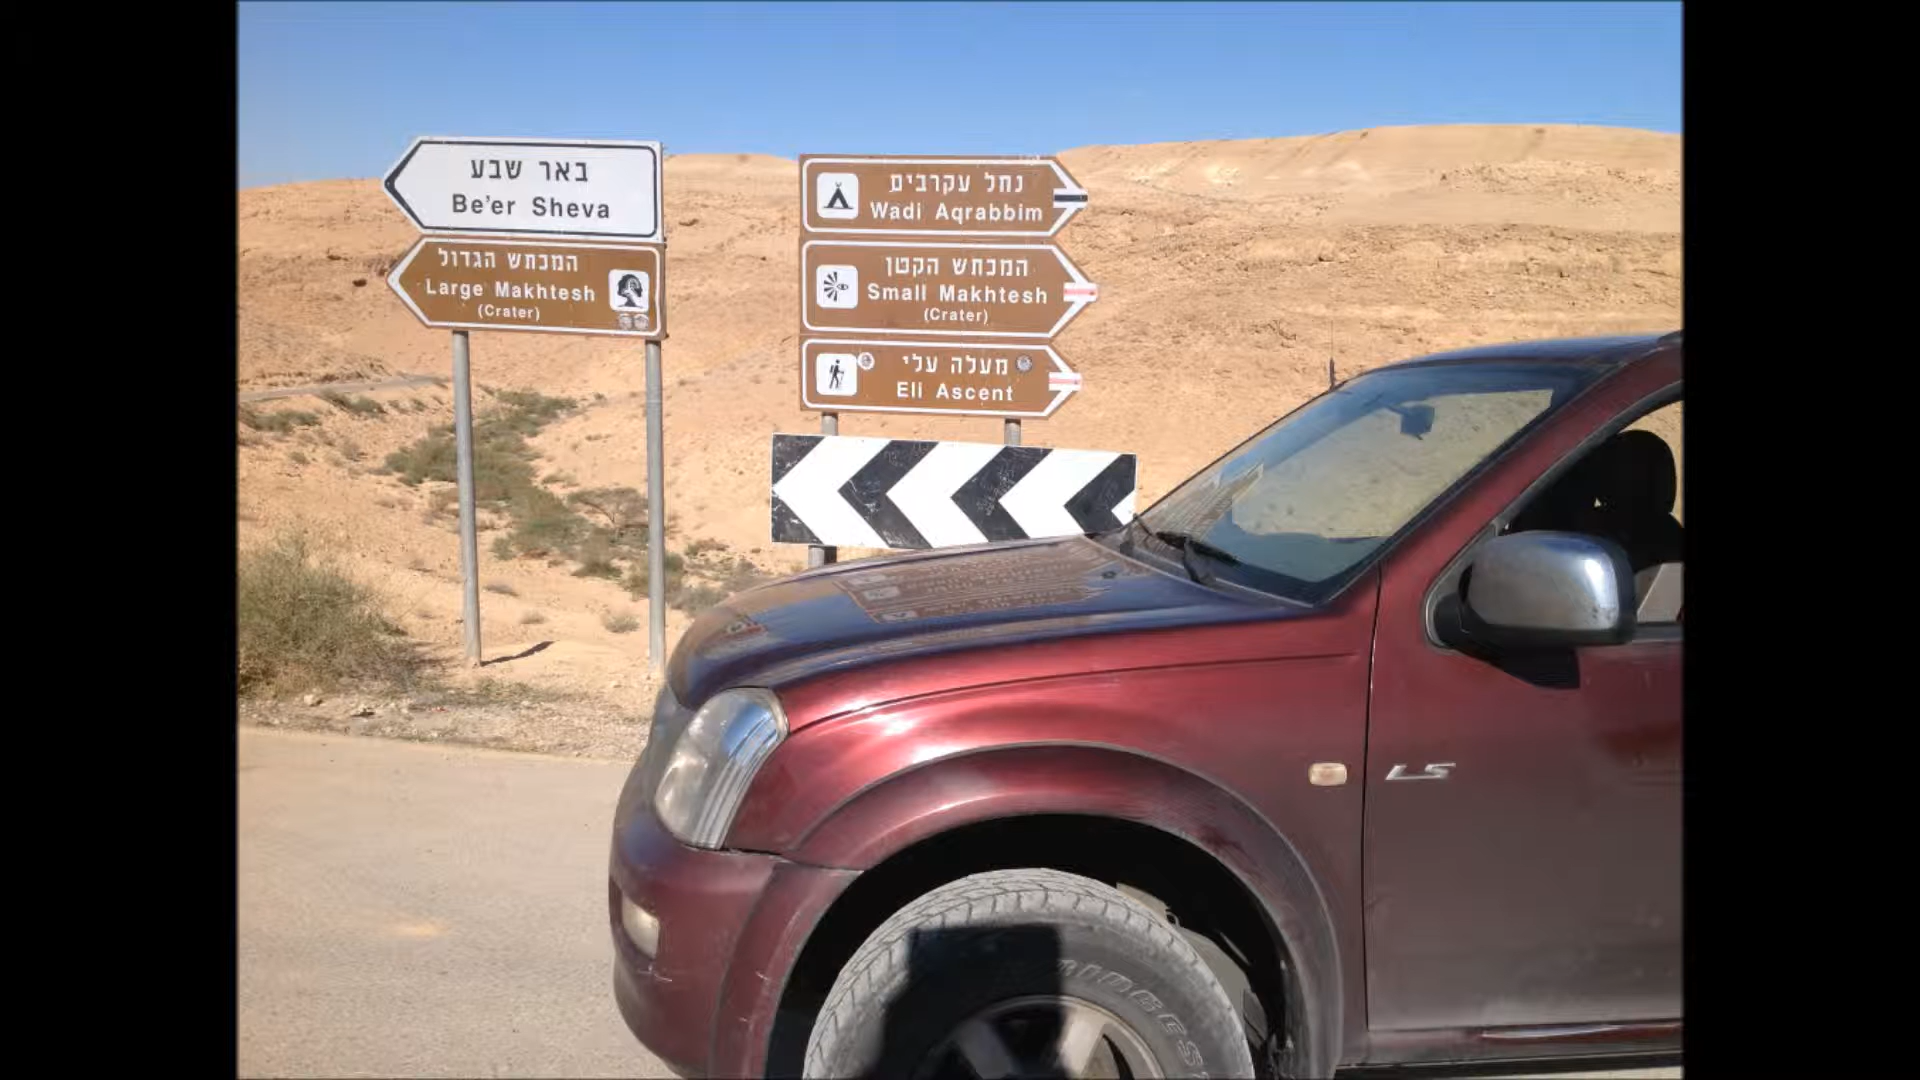 באר שבע
Be'er Sheva
המכתש הגדול
Large Makhtesh
(Crater)
נחל עקרבים
Wadi Aqrabbim
המכתש הקטן
Small Makhtesh
(Crater)
מעלה עלי
Eli Ascent
LS